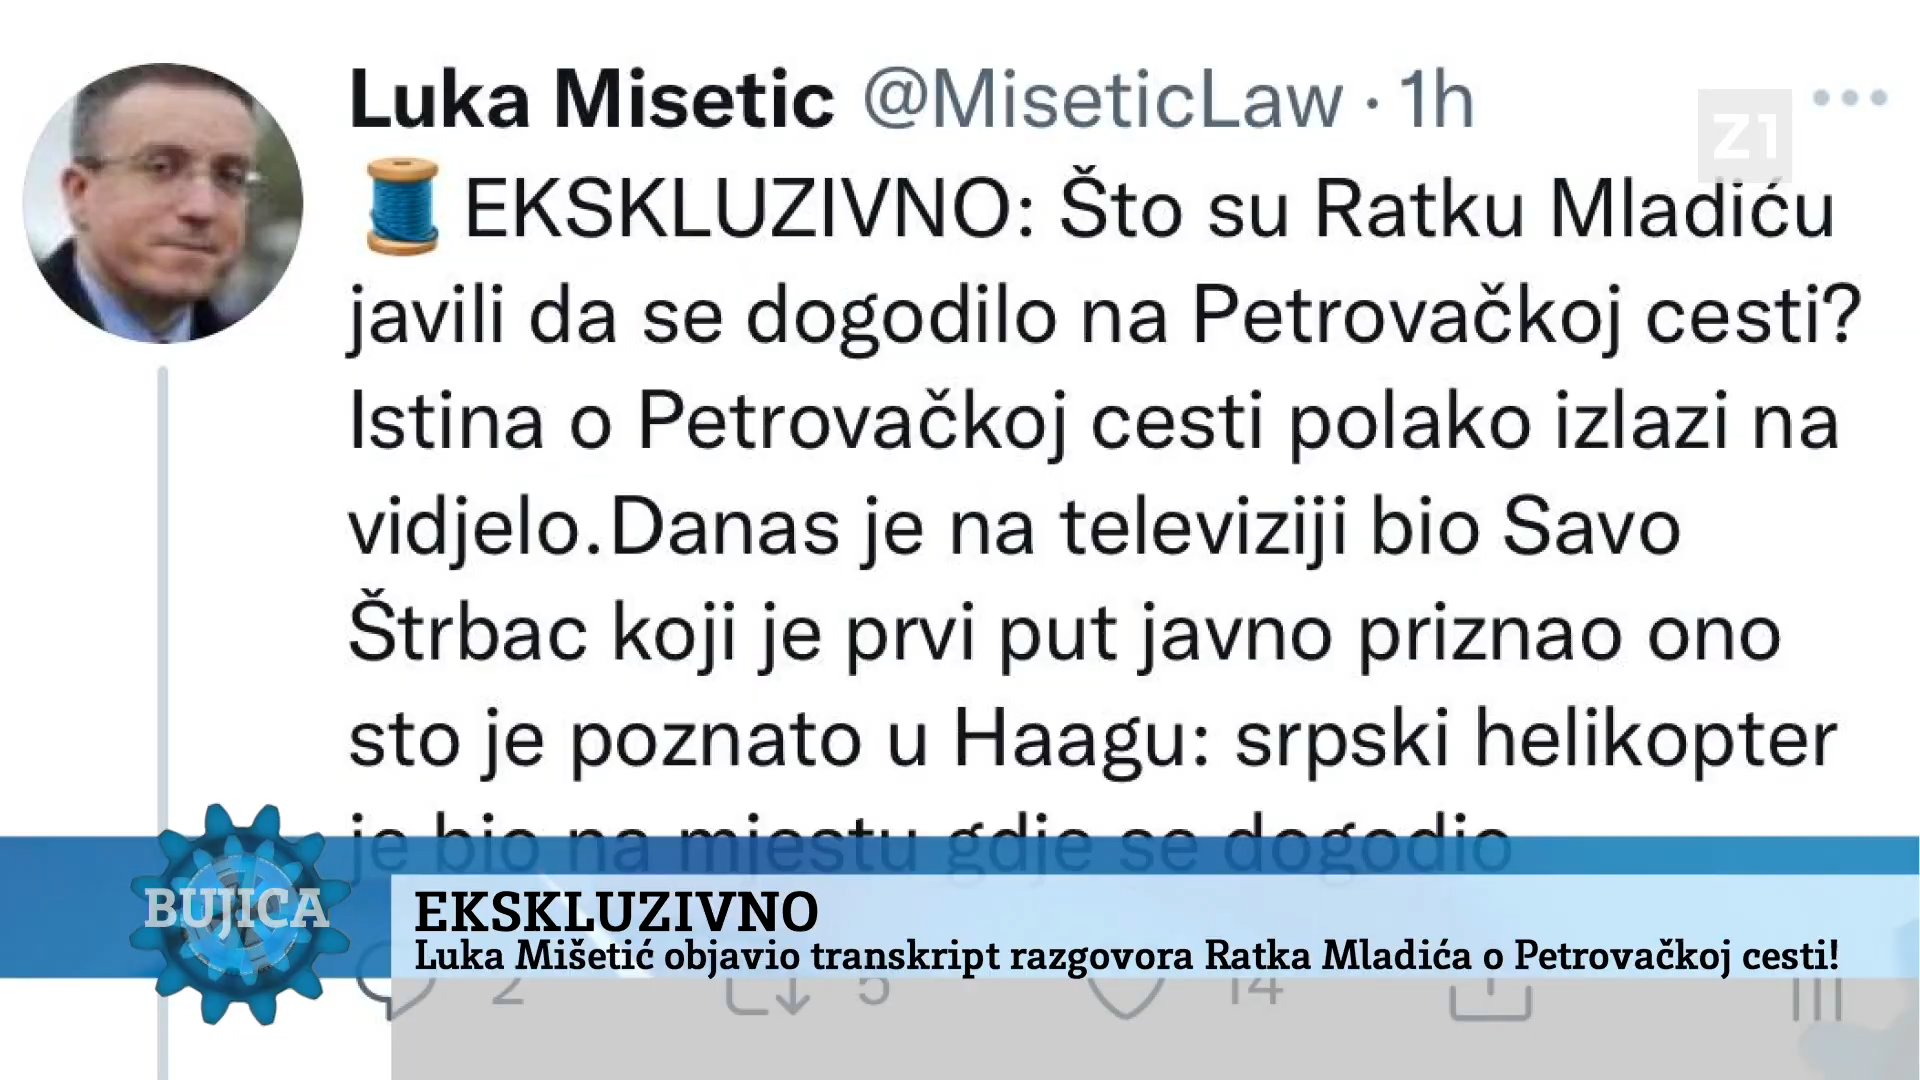 Luka Misetic @MiseticLaw · 1h
Z1
EKSKLUZIVNO: Što su Ratku Mladiću
javili da se dogodilo na Petrovačkoj cesti?
Istina o Petrovačkoj cesti polako izlazi na
vidjelo.Danas je na televiziji bio Savo
Štrbac koji je prvi put javno priznao ono
sto je poznato u Haagu: srpski helikopter
je bio na mjestu gdje se dogodio
BUJICA
EKSKLUZIVNO
Luka Mišetić objavio transkript razgovora Ratka Mladića o Petrovačkoj cesti!
2 5 14